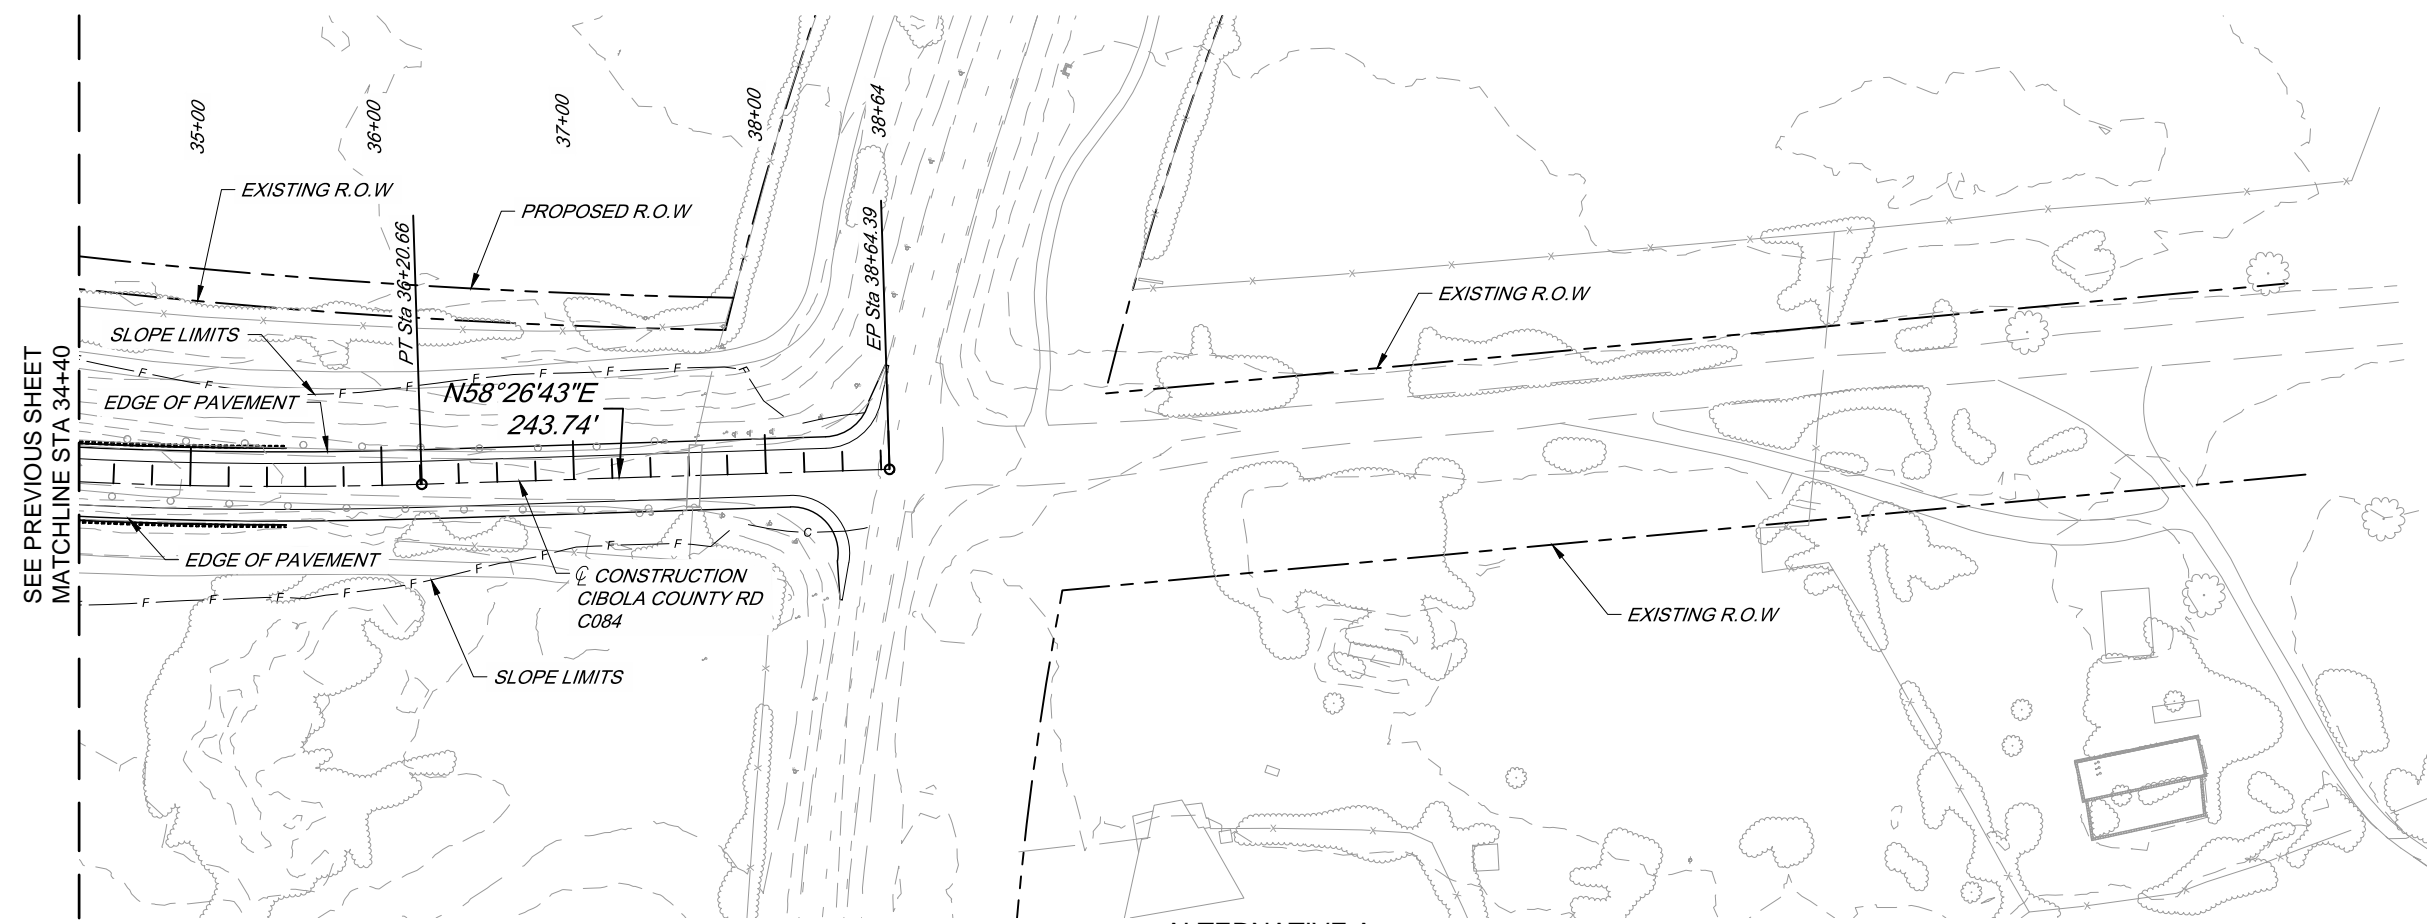 35+00
36+00
37+00
38+00
38+64
EXISTING R.O.W
PROPOSED R.O.W
PT Sta 36+20.66
EP Sta 38+64.39
EXISTING R.O.W
SLOPE LIMITS
SEE PREVIOUS SHEET
MATCHLINE STA 34+40
EDGE OF PAVEMENT
N58°26'43"E
243.74'
EDGE OF PAVEMENT
℄ CONSTRUCTION
CIBOLA COUNTY RD
C084
EXISTING R.O.W
SLOPE LIMITS